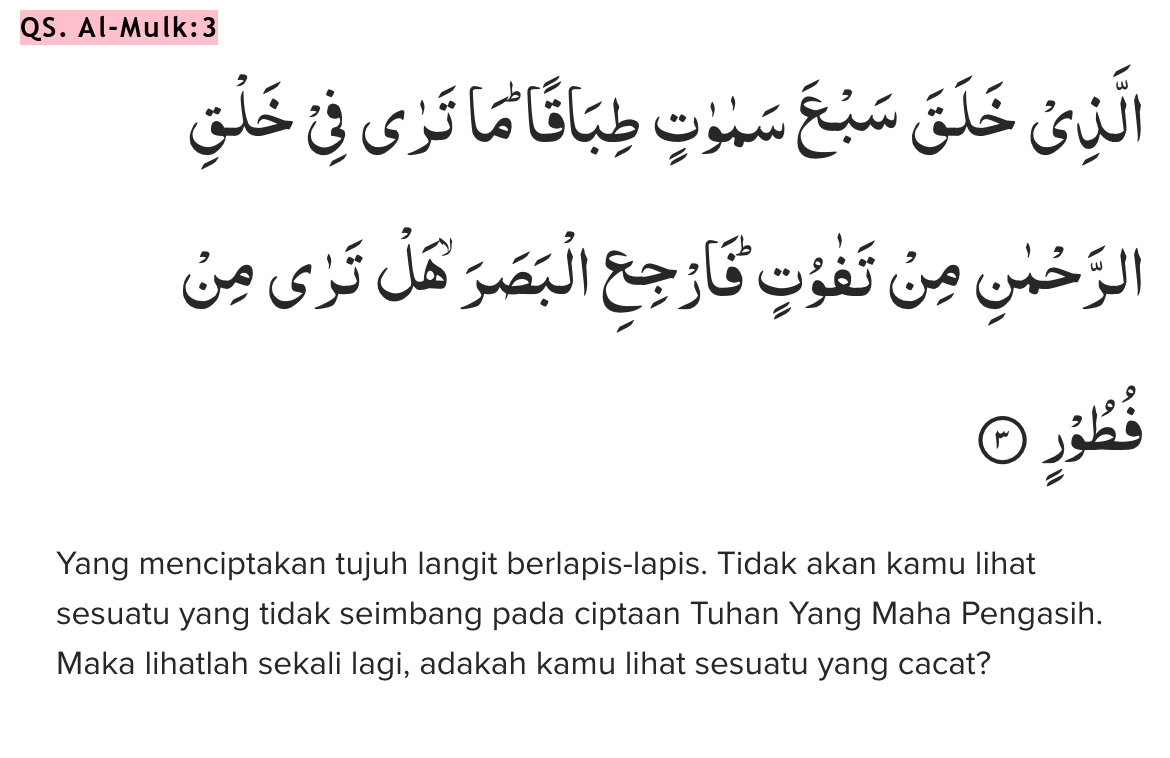 QS. Al-Mulk:3
الَّذِيْ خَلَقَ سَبْعَ سَمٰوٰتٍ طِبَاقًاۗ مَا تَرٰى فِيْ خَلْقِ
الرَّحْمٰنِ مِنْ تَفٰوُتٍۗ فَارْجِعِ الْبَصَرَۙ هَلْ تَرٰى مِنْ
فُطُوْرٍ ۝٣
Yang menciptakan tujuh langit berlapis-lapis. Tidak akan kamu lihat
sesuatu yang tidak seimbang pada ciptaan Tuhan Yang Maha Pengasih.
Maka lihatlah sekali lagi, adakah kamu lihat sesuatu yang cacat?